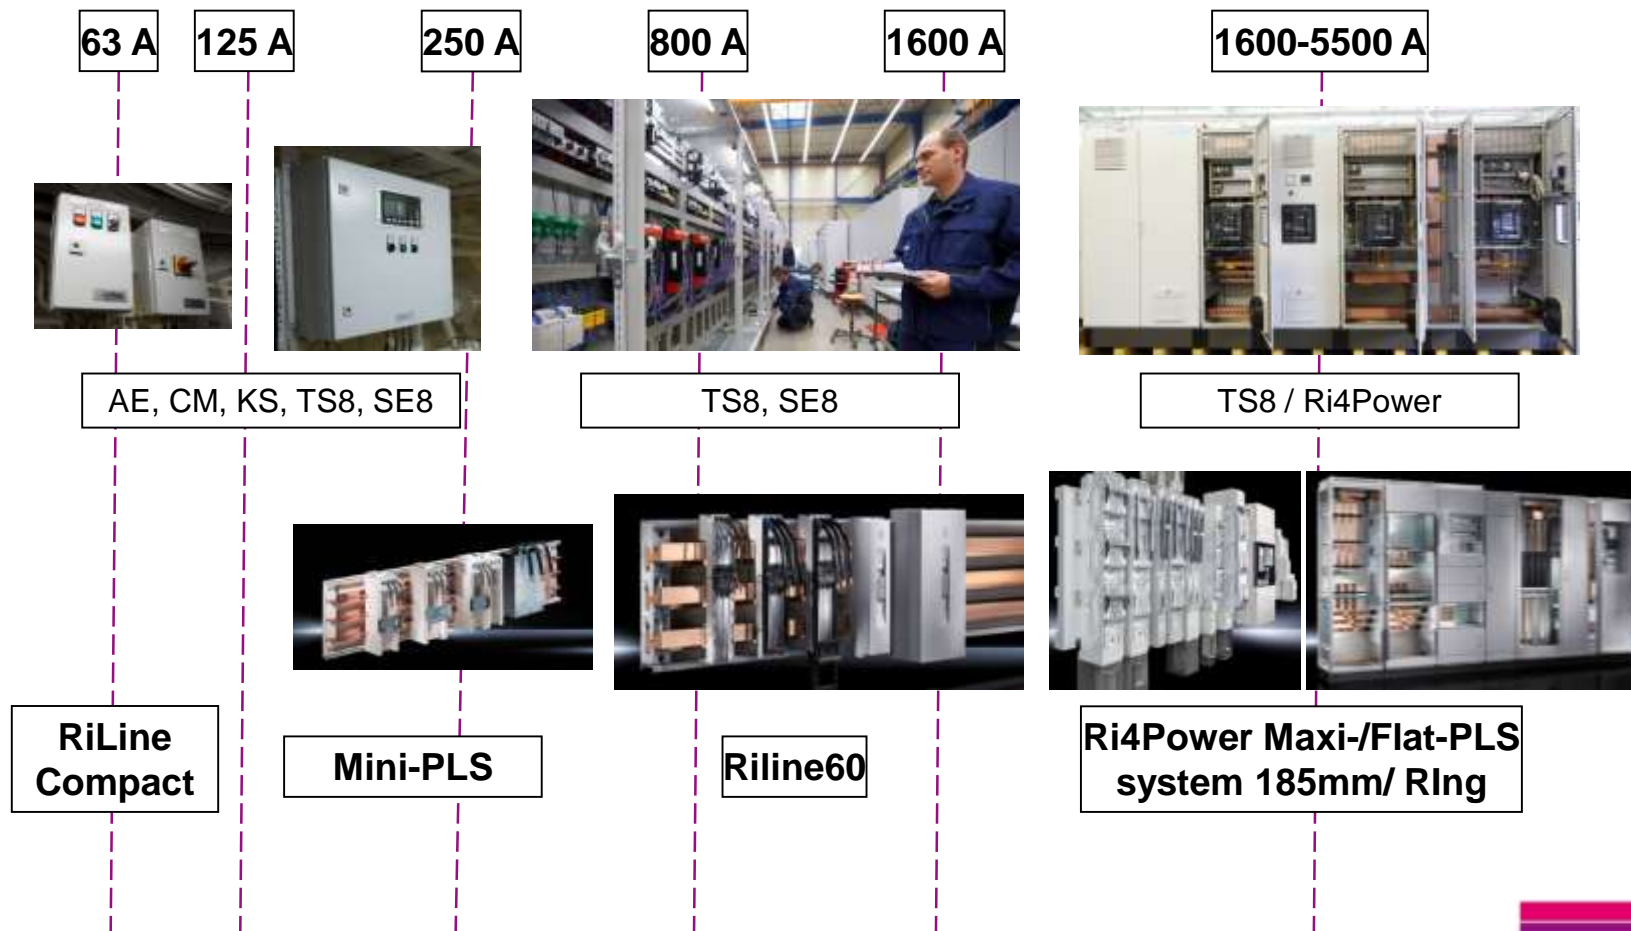 63 A
125 A
250 A
800 A
1600 A
1600-5500 A
AE, CM, KS, TS8, SE8
TS8, SE8
TS8 / Ri4Power
RiLine
Compact
Mini-PLS
Riline60
Ri4Power Maxi-/Flat-PLS
system 185mm/ RIng